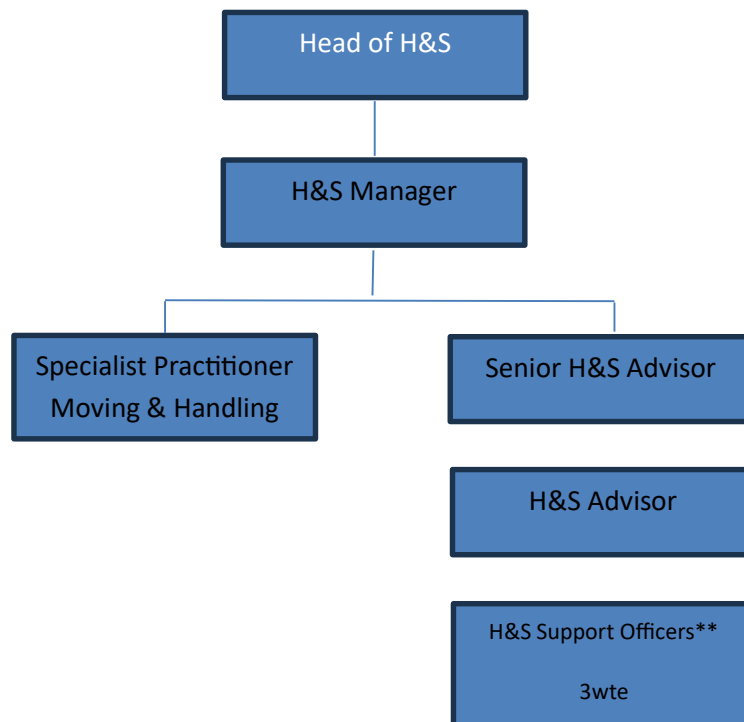 Head of H&S
H&S Manager
Specialist Practitioner
Moving & Handling
Senior H&S Advisor
H&S Advisor
H&S Support Officers**
3wte